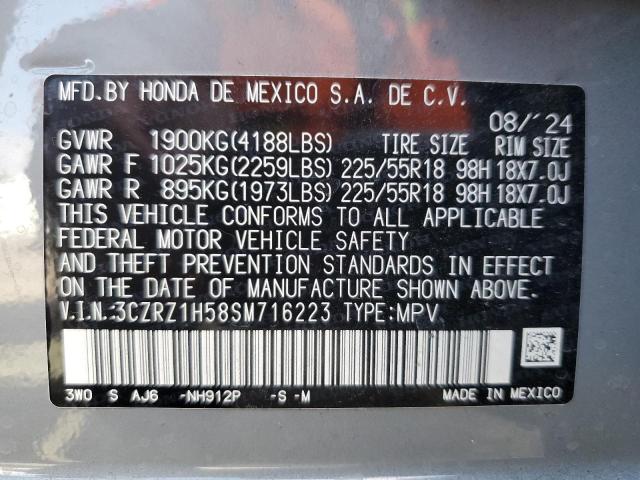 MFD. BY HONDA DE MEXICO S.A. DE C.V.
08/'24
GVWR 1900KG(4188LBS) TIRE SIZE RIM SIZE
GAWR F 1025KG(2259LBS) 225/55R18 98H 18X7.0J
GAWR R 895KG(1973LBS) 225/55R18 98H 18X7.0J
THIS VEHICLE CONFORMS TO ALL APPLICABLE
FEDERAL MOTOR VEHICLE SAFETY
AND THEFT PREVENTION STANDARDS IN EFFECT
ON THE DATE OF MANUFACTURE SHOWN ABOVE.
V.I.N.:3CZRZ1H58SM716223 TYPE:MPV
3W0 S AJ6 -NH912P -S -M MADE IN MEXICO